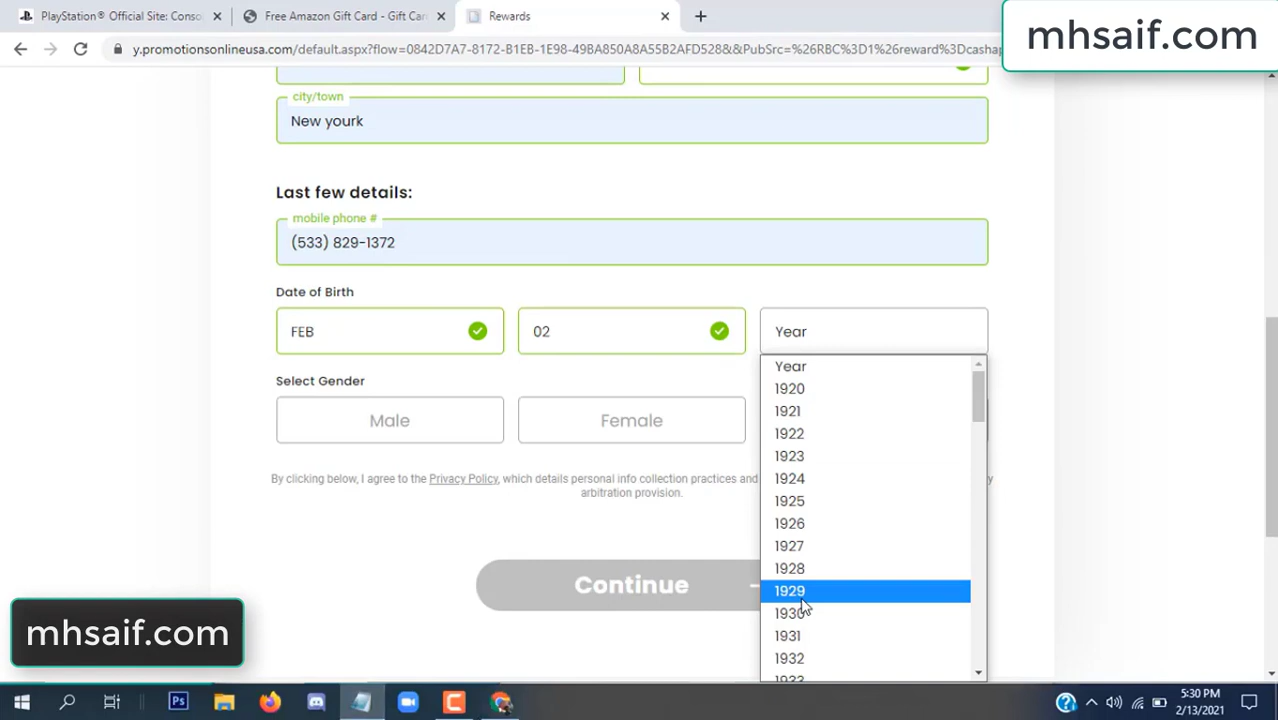 PlayStation® Official Site: Conso
Free Amazon Gift Card - Gift Car
Rewards
mhsaif.com
y.promotionsonlineusa.com/default.aspx?flow=0842D7A7-8172-B1EB-1E98-49BA850A8A55B2AFD528&&PubSrc=%26RBC%3D1%26reward%3Dcashap
city/town
New yourk
Last few details:
mobile phone #
(533) 829-1372
Date of Birth
FEB
02
Year
Year
1920
Select Gender
1921
Male
Female
1922
1923
By clicking below, I agree to the Privacy Policy, which details personal info collection practices and
1924
arbitration provision.
1925
1926
1927
1928
Continue
1929
1930
mhsaif.com
1931
1932
1933
Ps
5:30 PM
2/13/2021